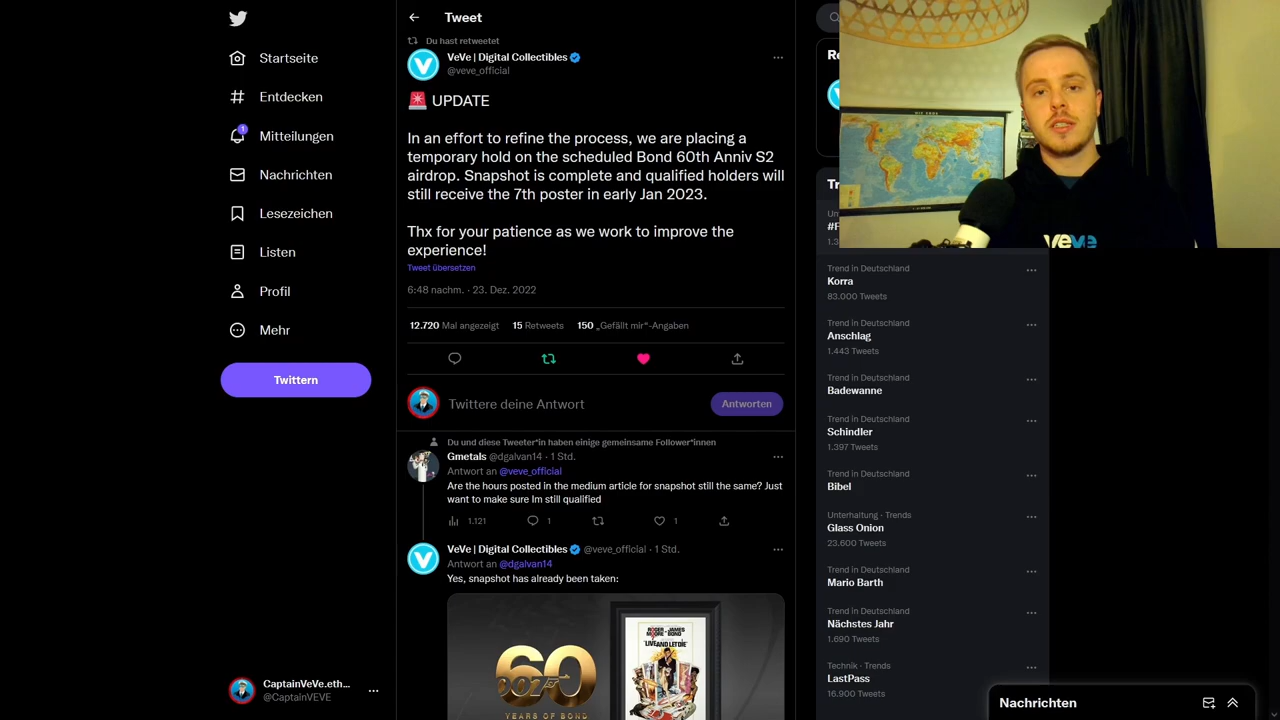 Startseite
Entdecken
1
Mitteilungen
Nachrichten
Lesezeichen
Listen
Profil
Mehr
Twittern
CaptainVeVe.eth...
@CaptainVEVE
Tweet
Du hast retweetet
VeVe | Digital Collectibles
@veve_official
🚨 UPDATE
In an effort to refine the process, we are placing a
temporary hold on the scheduled Bond 60th Anniv S2
airdrop. Snapshot is complete and qualified holders will
still receive the 7th poster in early Jan 2023.
Thx for your patience as we work to improve the
experience!
Tweet übersetzen
6:48 nachm. · 23. Dez. 2022
12.720 Mal angezeigt 15 Retweets 150 „Gefällt mir“-Angaben
Twittere deine Antwort
Antworten
Du und diese Tweeter*in haben einige gemeinsame Follower*innen
Gmetals @dgalvan14 · 1 Std.
Antwort an @veve_official
Are the hours posted in the medium article for snapshot still the same? Just
want to make sure Im still qualified
1.121 1 1
VeVe | Digital Collectibles @veve_official · 1 Std.
Antwort an @dgalvan14
Yes, snapshot has already been taken:
60
007
YEARS OF BOND
ROGER MOORE JAMES BOND
"LIVE AND LET DIE"
veve
Trend in Deutschland
Korra
83.000 Tweets
Trend in Deutschland
Anschlag
1.443 Tweets
Trend in Deutschland
Badewanne
Trend in Deutschland
Schindler
1.397 Tweets
Trend in Deutschland
Bibel
Unterhaltung · Trends
Glass Onion
23.600 Tweets
Trend in Deutschland
Mario Barth
Trend in Deutschland
Nächstes Jahr
1.690 Tweets
Technik · Trends
LastPass
16.900 Tweets
Nachrichten